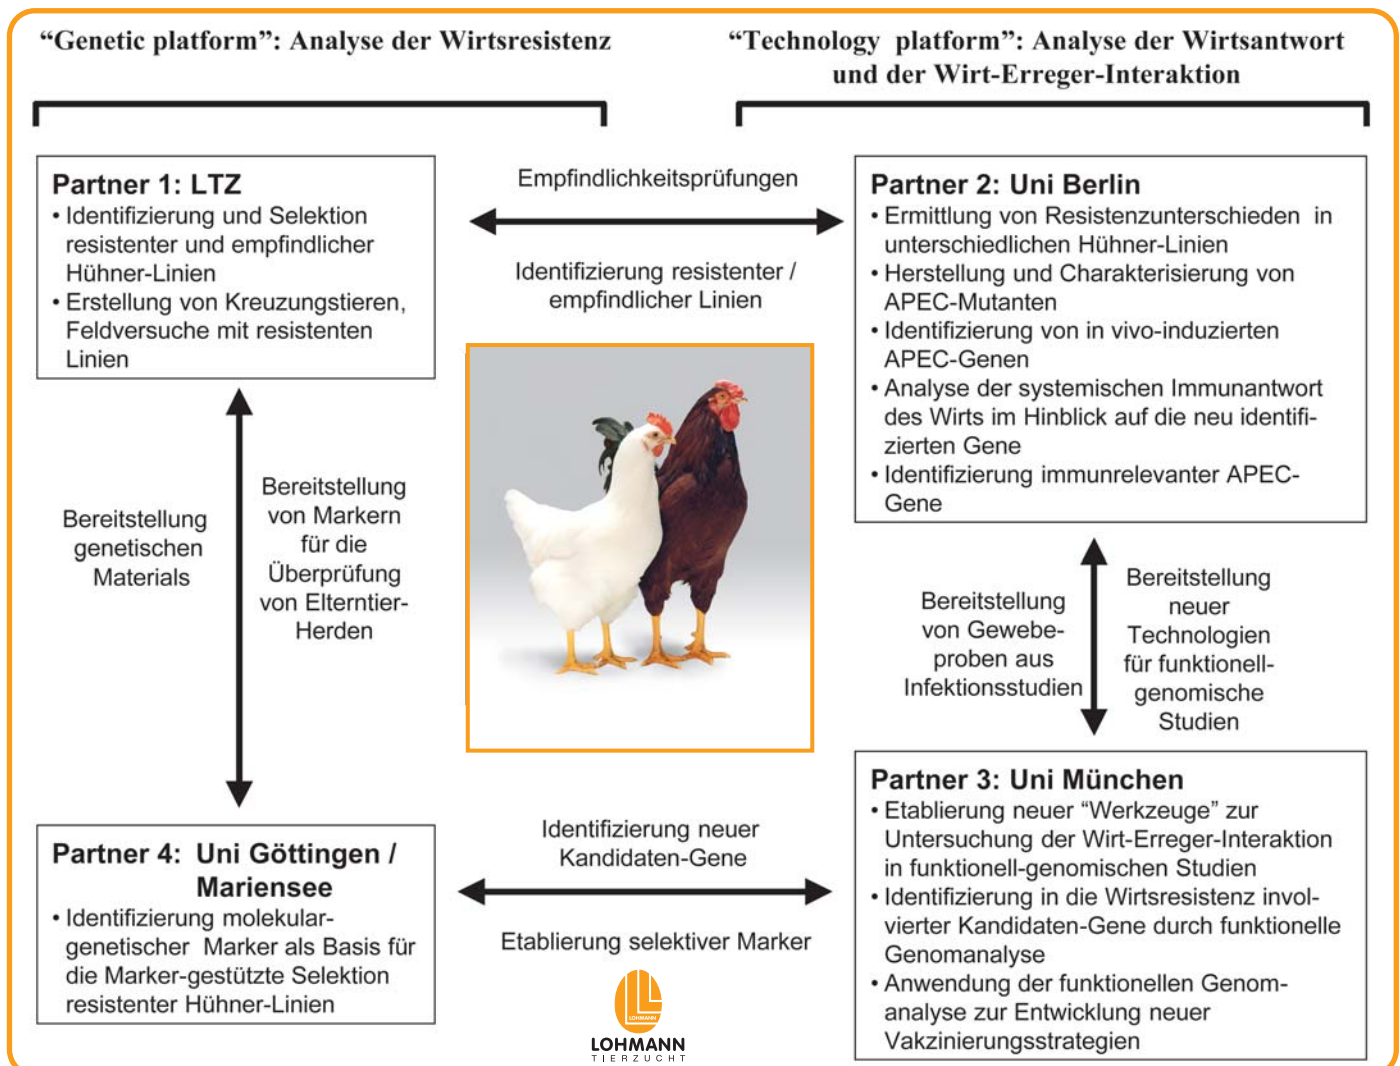 “Genetic platform”: Analyse der Wirtsresistenz
“Technology platform”: Analyse der Wirtsantwort
und der Wirt-Erreger-Interaktion
Partner 1: LTZ
• Identifizierung und Selektion
resistenter und empfindlicher
Hühner-Linien
• Erstellung von Kreuzungstieren,
Feldversuche mit resistenten
Linien
Empfindlichkeitsprüfungen
Identifizierung resistenter /
empfindlicher Linien
Partner 2: Uni Berlin
• Ermittlung von Resistenzunterschieden in
unterschiedlichen Hühner-Linien
• Herstellung und Charakterisierung von
APEC-Mutanten
• Identifizierung von in vivo-induzierten
APEC-Genen
• Analyse der systemischen Immunantwort
des Wirts im Hinblick auf die neu identifi-
zierten Gene
• Identifizierung immunrelevanter APEC-
Gene
Bereitstellung
genetischen
Materials
Bereitstellung
von Markern
für die
Überprüfung
von Elterntier-
Herden
Bereitstellung
von Gewebe-
proben aus
Infektionsstudien
Bereitstellung
neuer
Technologien
für funktionell-
genomische
Studien
Partner 4: Uni Göttingen /
Mariensee
• Identifizierung molekular-
genetischer Marker als Basis für
die Marker-gestützte Selektion
resistenter Hühner-Linien
Identifizierung neuer
Kandidaten-Gene
Etablierung selektiver Marker
Partner 3: Uni München
• Etablierung neuer “Werkzeuge” zur
Untersuchung der Wirt-Erreger-Interaktion
in funktionell-genomischen Studien
• Identifizierung in die Wirtsresistenz invol-
vierter Kandidaten-Gene durch funktionelle
Genomanalyse
• Anwendung der funktionellen Genom-
analyse zur Entwicklung neuer
Vakzinierungsstrategien
LOHMANN
LOHMANN
TIERZUCHT